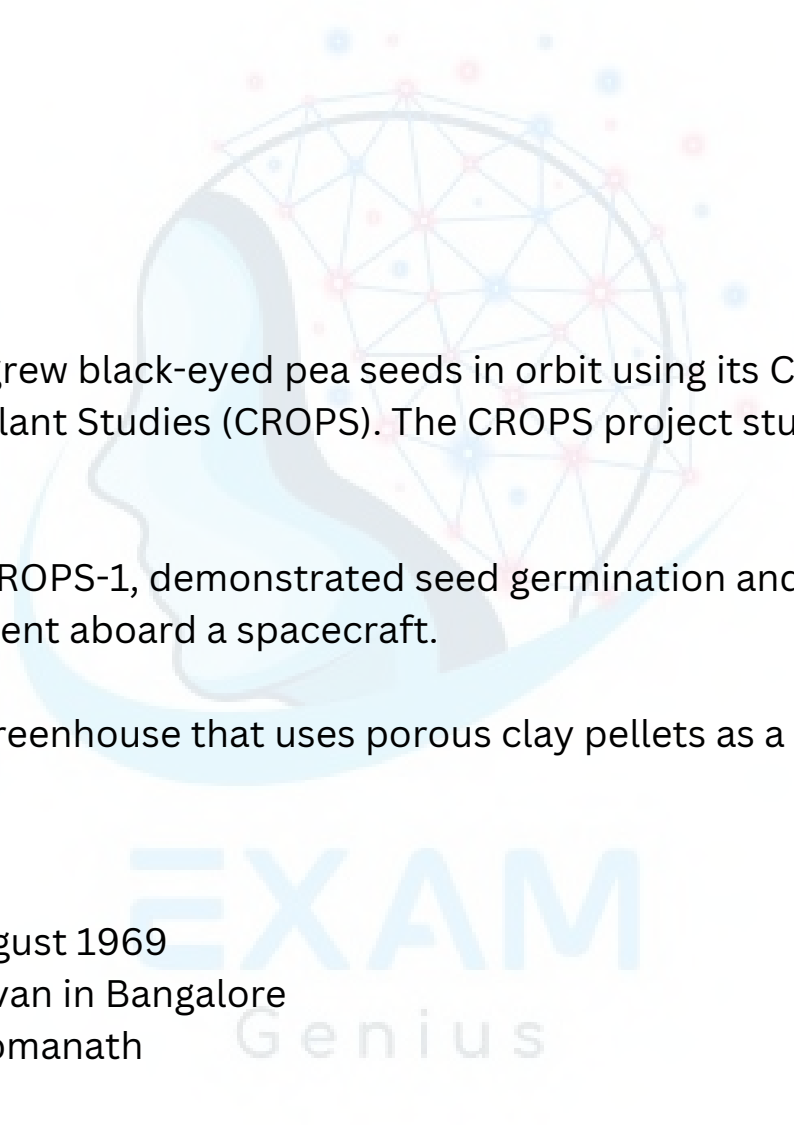 grew black-eyed pea seeds in orbit using its C
lant Studies (CROPS). The CROPS project stu
ROPS-1, demonstrated seed germination and
ent aboard a spacecraft.
reenhouse that uses porous clay pellets as a
EXAM
gust 1969
van in Bangalore
Genius
omanath